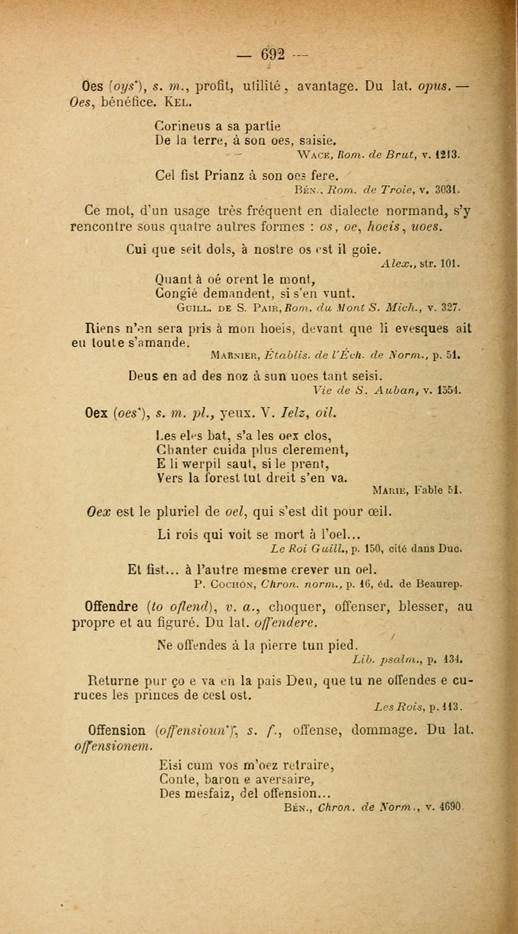 — 692 —
Oes (oys*), s. m., profit, utilité, avantage. Du lat. opus. —
Oes, bénéfice. KEL.
Corineus a sa partie
De la terre, à son oes, saisie.
WACE, Rom. de Brut, v. 1213.
Cel fist Prianz à son oes fere.
BÉN., Rom. de Troie, v. 3031.
Ce mot, d'un usage très fréquent en dialecte normand, s'y
rencontre sous quatre autres formes : os, oe, hoeis, uoes.
Cui que seit dols, à nostre os est il goie.
Alex., str. 101.
Quant à oé orent le mont,
Congié demandent, si s'en vunt.
GUILL. DE S. PAIR, Rom. du Mont S. Mich., v. 327.
Riens n'en sera pris à mon hoeis, devant que li evesques ait
eu toute s'amande.
MARNIER, Établis. de l'Éch. de Norm., p. 51.
Deus en ad des noz à sun uoes tant seisi.
Vie de S. Auban, v. 1554.
Oex (oes*), s. m. pl., yeux. V. Ielz, oil.
Les eles bat, s'a les oex clos,
Chanter cuida plus clerement,
E li werpil saut, si le prent,
Vers la forest tut dreit s'en va.
MARIE, Fable 51.
Oex est le pluriel de oel, qui s'est dit pour œil.
Li rois qui voit se mort à l'oel...
Le Roi Guill., p. 150, cité dans Duc.
Et fist... à l'autre mesme crever un oel.
P. COCHON, Chron. norm., p. 16, éd. de Beaurep.
Offendre (to offend), v. a., choquer, offenser, blesser, au
propre et au figuré. Du lat. offendere.
Ne offendes à la pierre tun pied.
Lib. psalm., p. 134.
Returne pur ço e va en la pais Deu, que tu ne offendes e cu-
ruces les princes de cest ost.
Les Rois, p. 113.
Offension (offensioun*), s. f., offense, dommage. Du lat.
offensionem.
Eisi cum vos m'oez retraire,
Conte, baron e aversaire,
Des mesfaiz, del offension...
BÉN., Chron. de Norm., v. 4690.